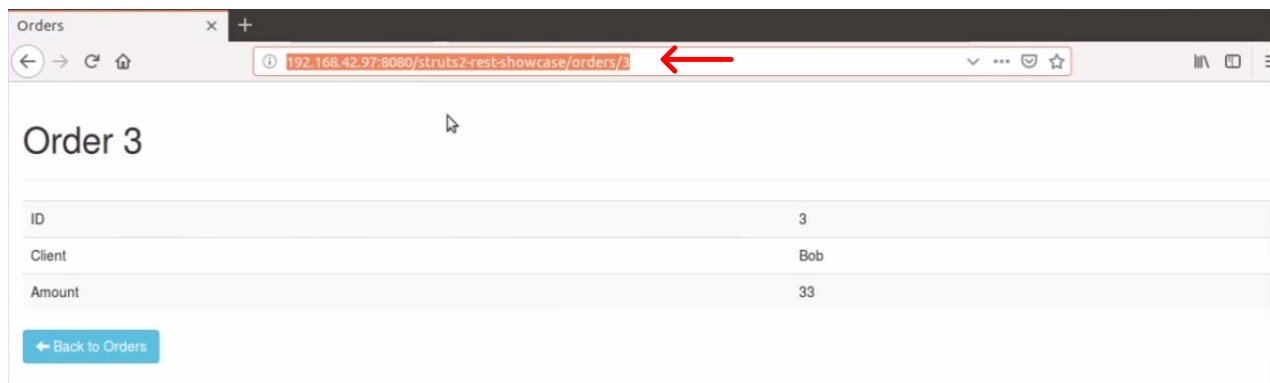 Orders
192.168.42.97:8080/struts2-rest-showcase/orders/3
Order 3
ID 3
Client Bob
Amount 33
Back to Orders